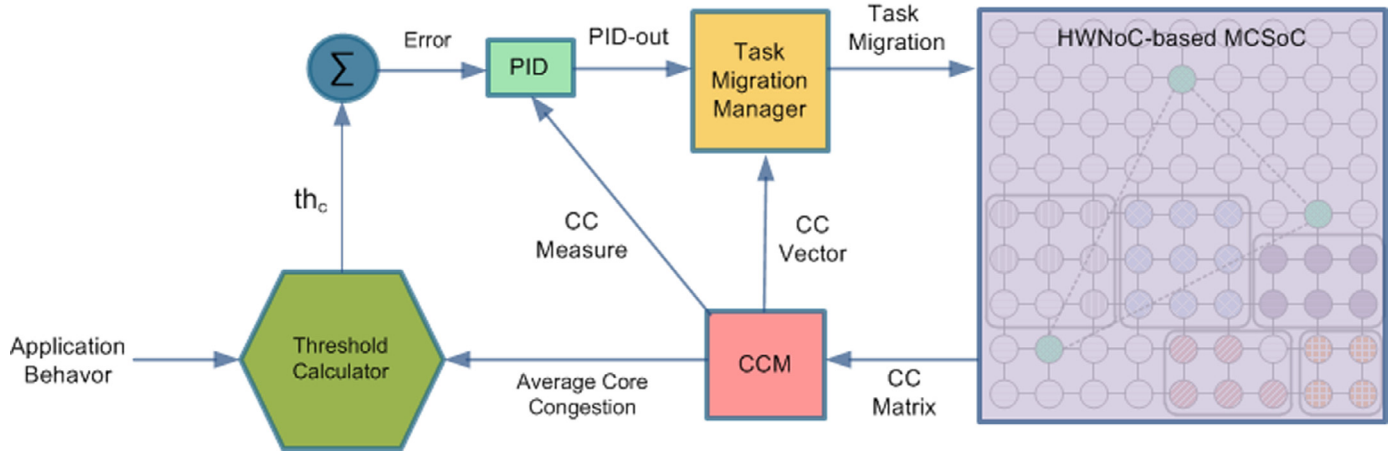 Error
PID-out
Task
Migration
HWNoC-based MCSoC
Σ
PID
Task
Migration
Manager
thc
CC
Measure
CC
Vector
Application
Behavor
Threshold
Calculator
Average Core
Congestion
CCM
CC
Matrix